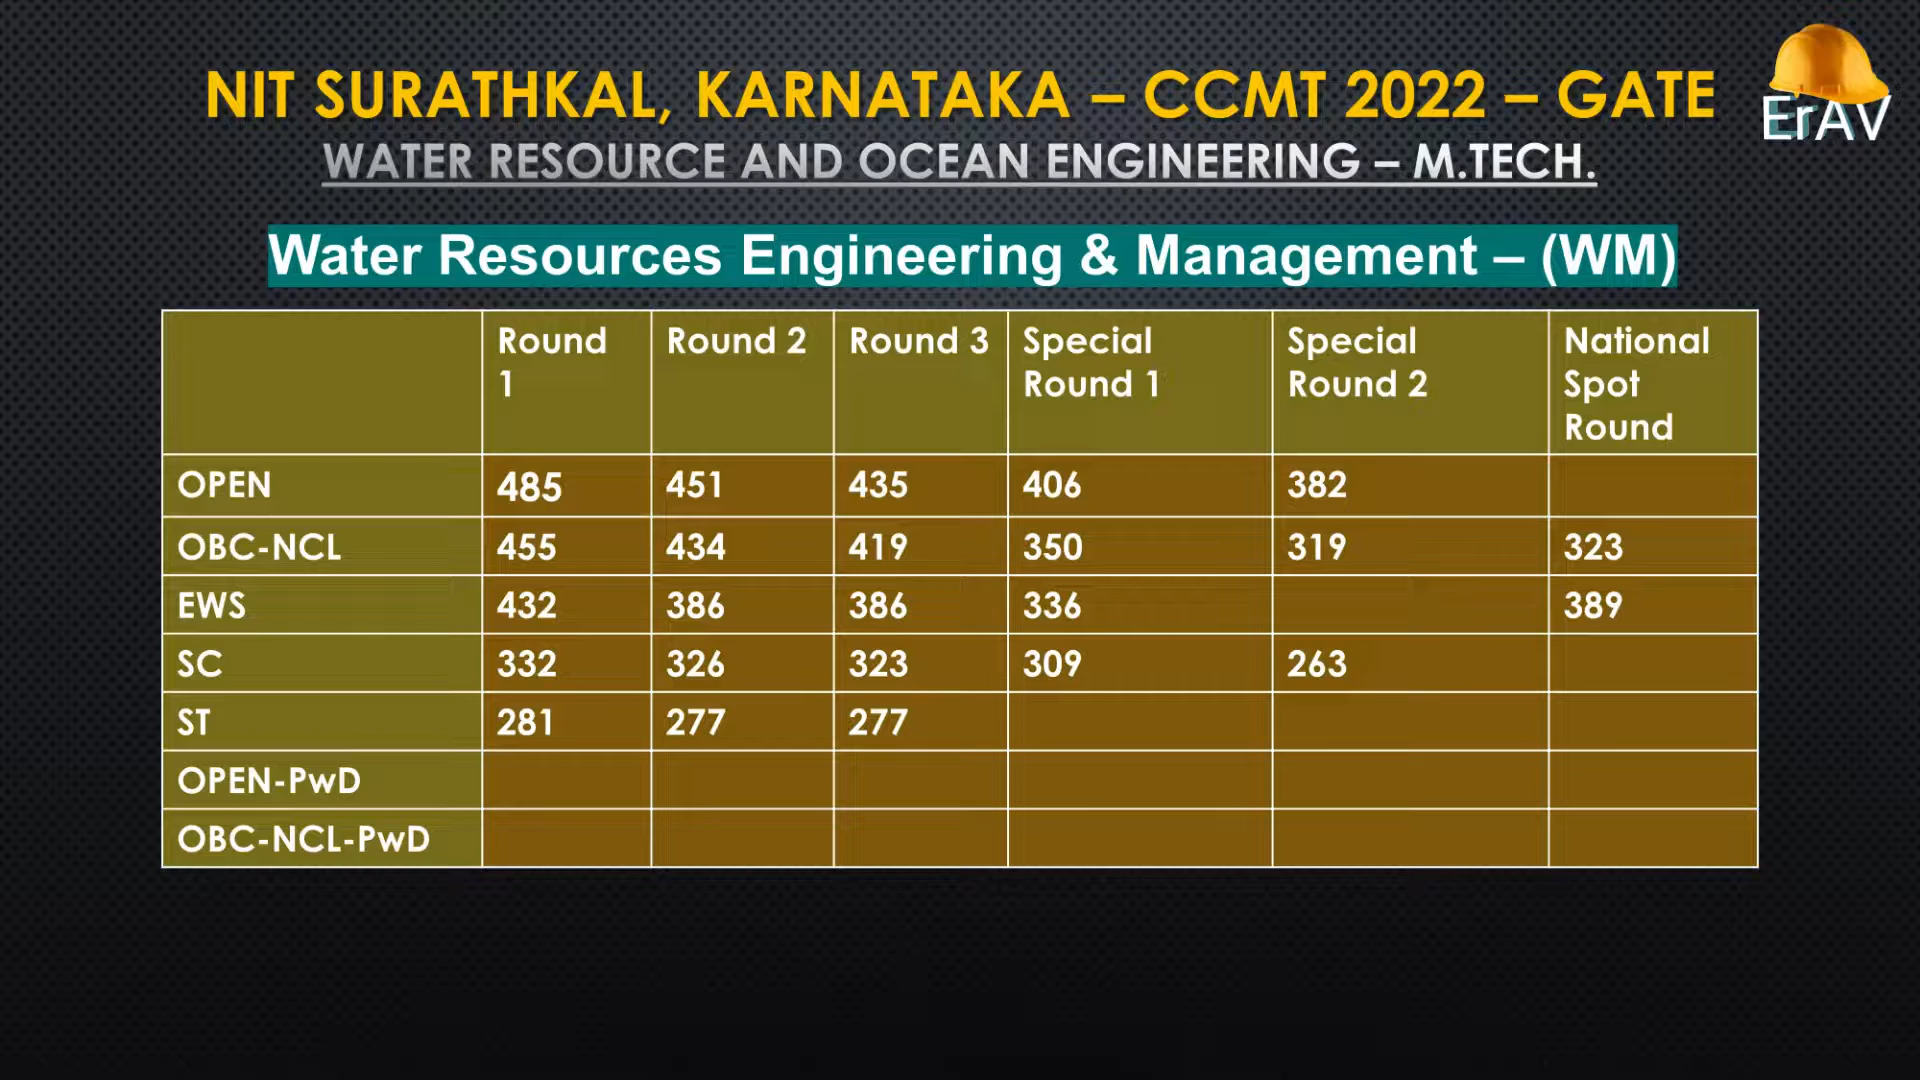 NIT SURATHKAL, KARNATAKA – CCMT 2022 – GATE
ErAV
WATER RESOURCE AND OCEAN ENGINEERING – M.TECH.
Water Resources Engineering & Management – (WM)
Round 1 Round 2 Round 3 Special Round 1 Special Round 2 National Spot Round
OPEN 485 451 435 406 382
OBC-NCL 455 434 419 350 319 323
EWS 432 386 386 336 389
SC 332 326 323 309 263
ST 281 277 277
OPEN-PwD
OBC-NCL-PwD